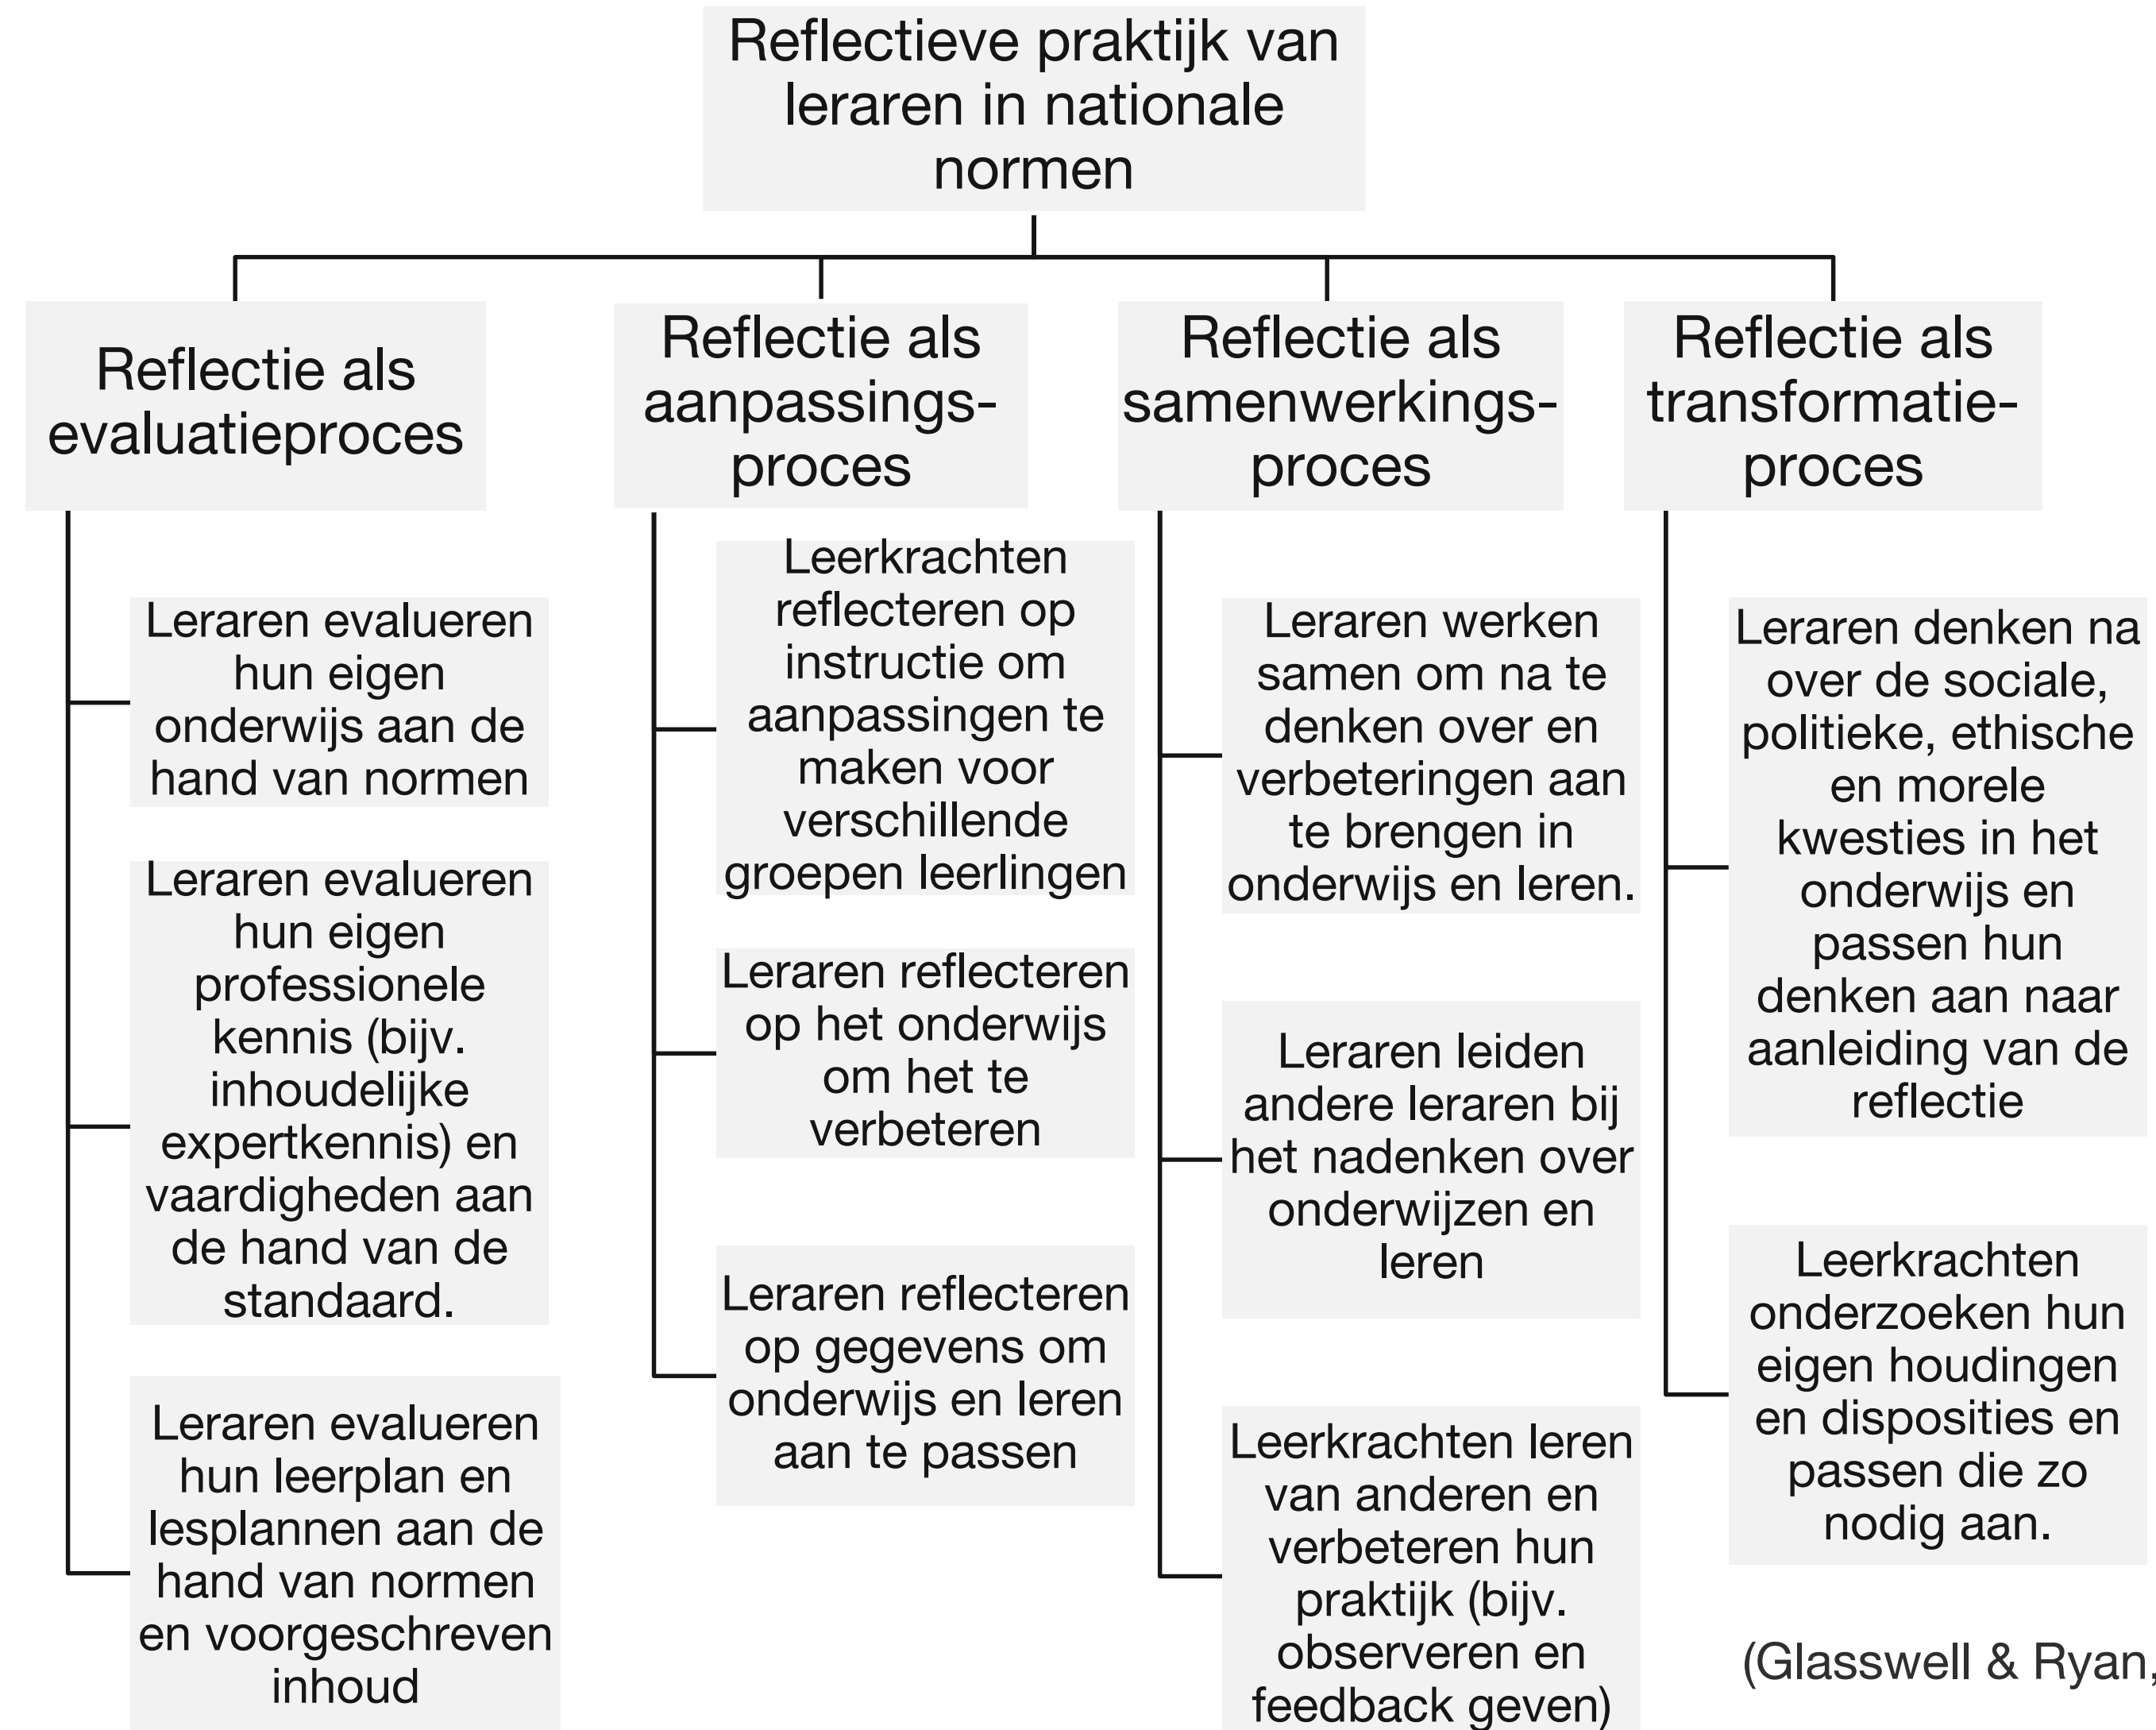 Reflectieve praktijk van
leraren in nationale
normen
Reflectie als
evaluatieproces
Leraren evalueren
hun eigen
onderwijs aan de
hand van normen
Leraren evalueren
hun eigen
professionele
kennis (bijv.
inhoudelijke
expertkennis) en
vaardigheden aan
de hand van de
standaard.
Leraren evalueren
hun leerplan en
lesplannen aan de
hand van normen
en voorgeschreven
inhoud
Reflectie als
aanpassings-
proces
Leerkrachten
reflecteren op
instructie om
aanpassingen te
maken voor
verschillende
groepen leerlingen
Leraren reflecteren
op het onderwijs
om het te
verbeteren
Leraren reflecteren
op gegevens om
onderwijs en leren
aan te passen
Reflectie als
samenwerkings-
proces
Leraren werken
samen om na te
denken over en
verbeteringen aan
te brengen in
onderwijs en leren.
Leraren leiden
andere leraren bij
het nadenken over
onderwijzen en
leren
Leerkrachten leren
van anderen en
verbeteren hun
praktijk (bijv.
observeren en
feedback geven)
Reflectie als
transformatie-
proces
Leraren denken na
over de sociale,
politieke, ethische
en morele
kwesties in het
onderwijs en
passen hun
denken aan naar
aanleiding van de
reflectie
Leerkrachten
onderzoeken hun
eigen houdingen
en disposities en
passen die zo
nodig aan.
(Glasswell & Ryan,